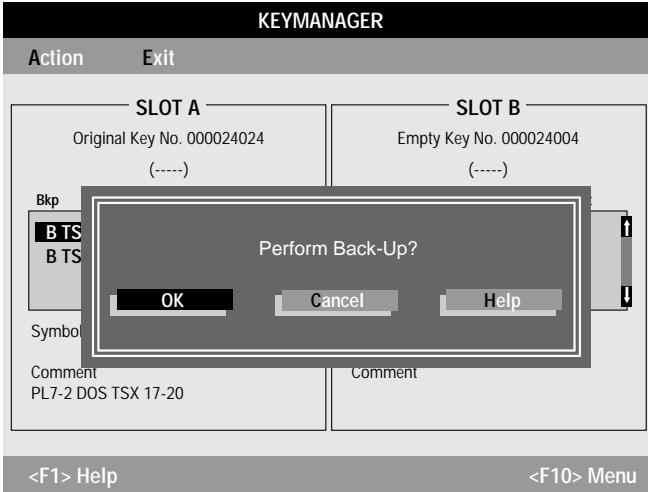 KEYMANAGER
Action Exit
SLOT A SLOT B
Original Key No. 000024024 Empty Key No. 000024004
(-----) (-----)
Bkp
B TS
B TS
Perform Back-Up?
OK Cancel Help
Symbol
Comment Comment
PL7-2 DOS TSX 17-20
<F1> Help <F10> Menu